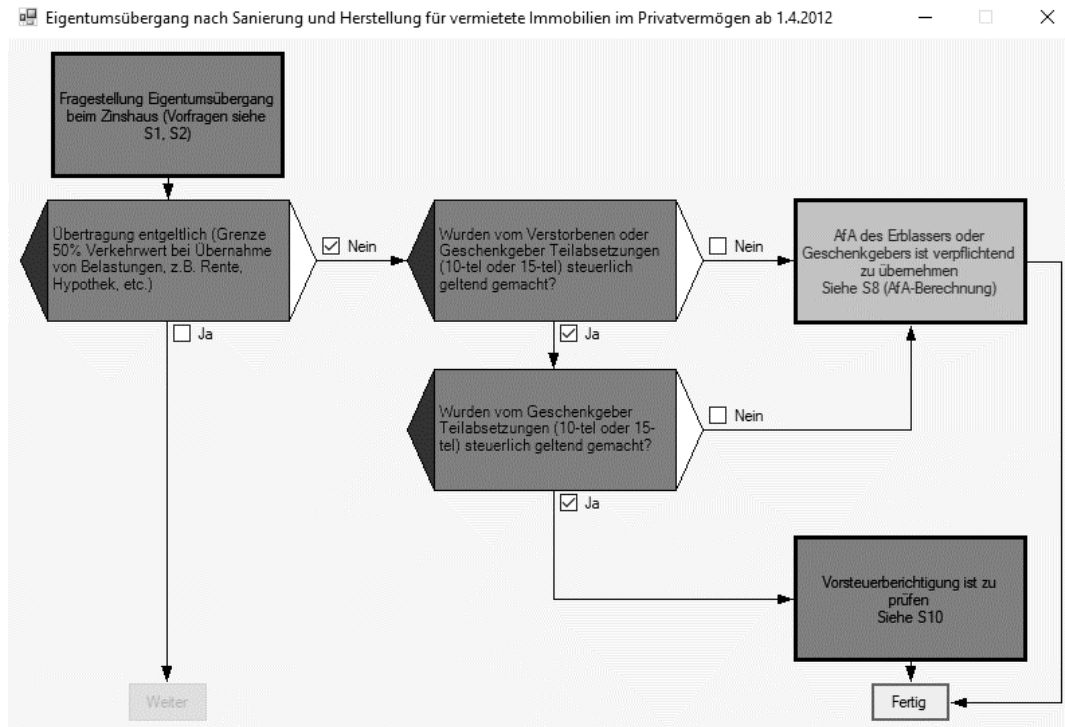 Eigentumsübergang nach Sanierung und Herstellung für vermietete Immobilien im Privatvermögen ab 1.4.2012
Fragestellung Eigentumsübergang
beim Zinshaus (Vorfragen siehe
S1, S2)
Übertragung entgeltlich (Grenze
50% Verkehrwert bei Übernahme
von Belastungen, z.B. Rente,
Hypothek, etc.)
Nein
Ja
Wurden vom Verstorbenen oder
Geschenkgeber Teilabsetzungen
(10-tel oder 15-tel) steuerlich
geltend gemacht?
Nein
Ja
AfA des Erblassers oder
Geschenkgebers ist verpflichtend
zu übernehmen
Siehe S8 (AfA-Berechnung)
Wurden vom Geschenkgeber
Teilabsetzungen (10-tel oder 15-
tel) steuerlich geltend gemacht?
Nein
Ja
Vorsteuerberichtigung ist zu
prüfen
Siehe S10
Weiter
Fertig